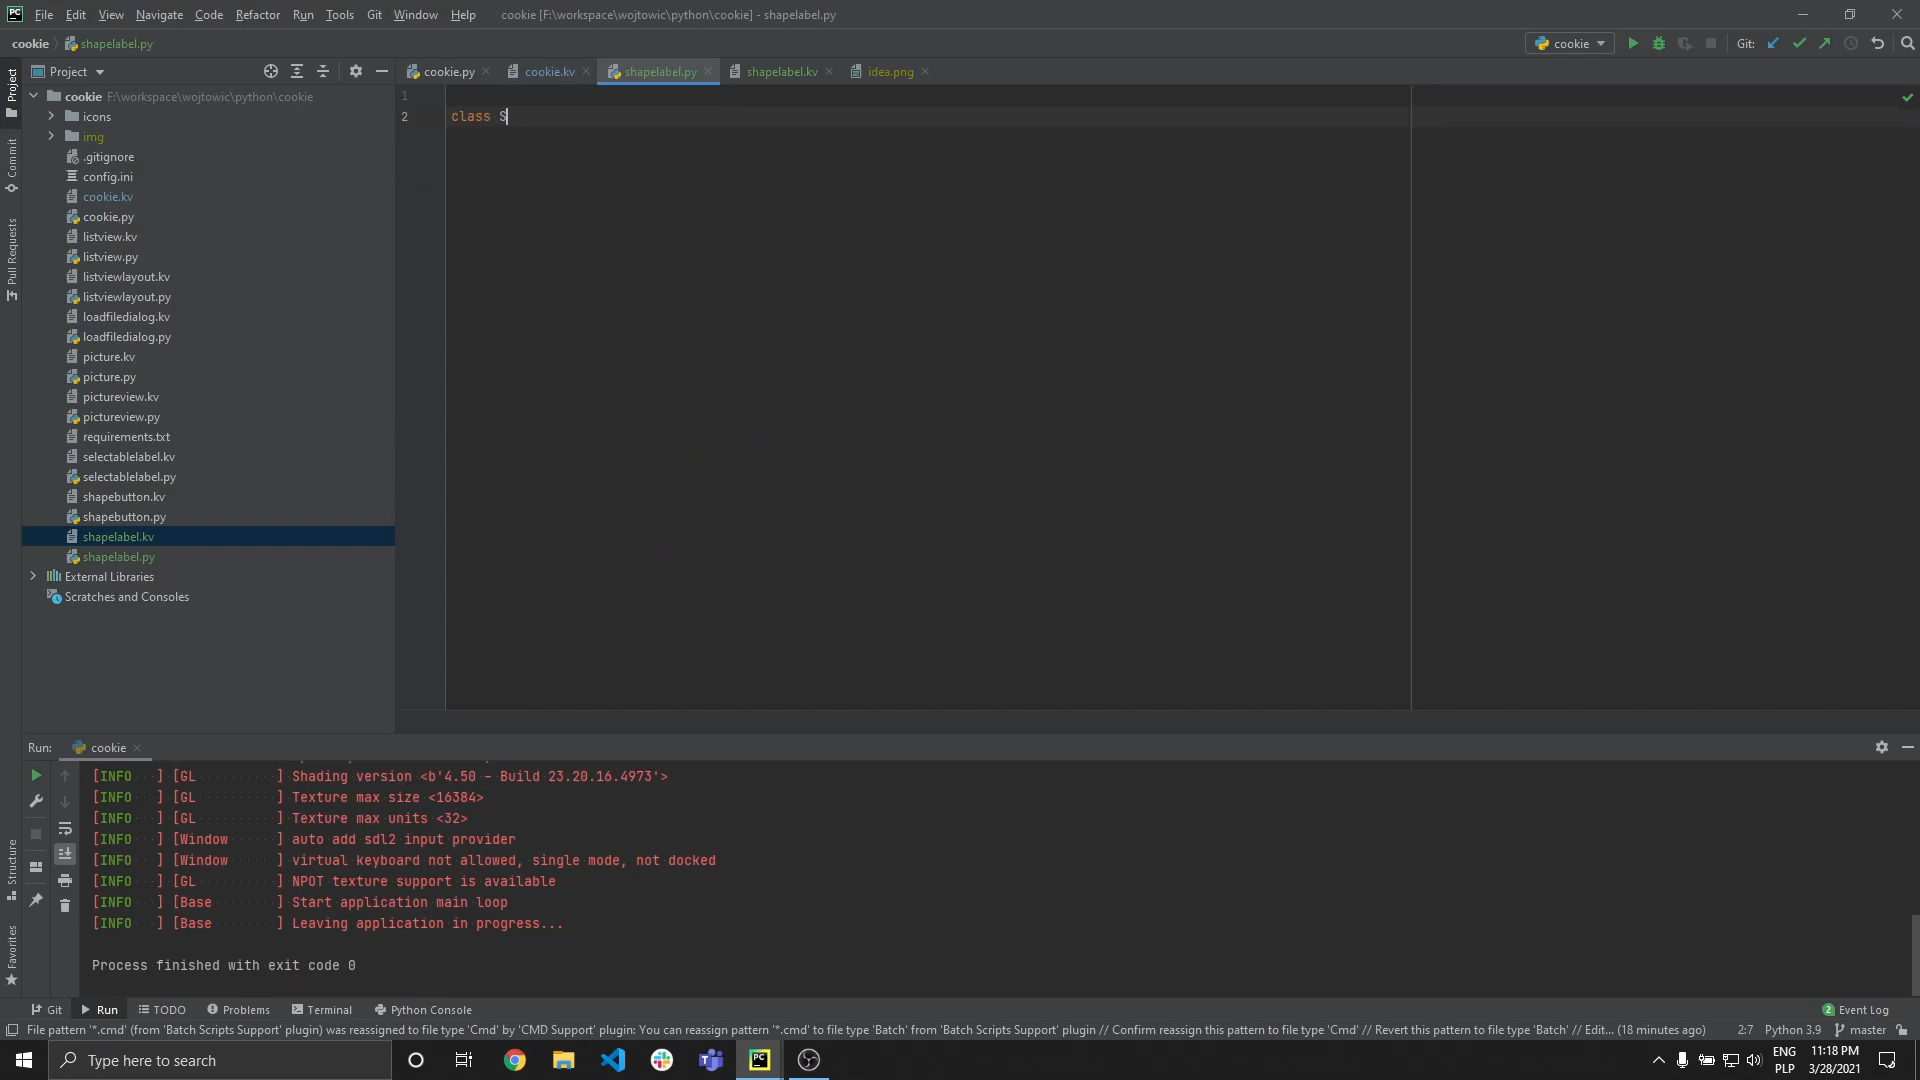 PC File Edit View Navigate Code Refactor Run Tools Git Window Help cookie [F:\workspace\wojtowic\python\cookie] - shapelabel.py
cookie shapelabel.py cookie Git:
Project cookie.py cookie.kv shapelabel.py shapelabel.kv idea.png
Project
Commit
Pull Requests
cookie F:\workspace\wojtowic\python\cookie
icons
img
.gitignore
config.ini
cookie.kv
cookie.py
listview.kv
listview.py
listviewlayout.kv
listviewlayout.py
loadfiledialog.kv
loadfiledialog.py
picture.kv
picture.py
pictureview.kv
pictureview.py
requirements.txt
selectablelabel.kv
selectablelabel.py
shapebutton.kv
shapebutton.py
shapelabel.kv
shapelabel.py
External Libraries
Scratches and Consoles
1
2 class S
Run: cookie
[INFO ] [GL ] Shading version <b'4.50 - Build 23.20.16.4973'>
[INFO ] [GL ] Texture max size <16384>
[INFO ] [GL ] Texture max units <32>
[INFO ] [Window ] auto add sdl2 input provider
[INFO ] [Window ] virtual keyboard not allowed, single mode, not docked
[INFO ] [GL ] NPOT texture support is available
[INFO ] [Base ] Start application main loop
[INFO ] [Base ] Leaving application in progress...
Process finished with exit code 0
Structure
Favorites
Git Run TODO Problems Terminal Python Console 2 Event Log
File pattern '*.cmd' (from 'Batch Scripts Support' plugin) was reassigned to file type 'Cmd' by 'CMD Support' plugin: You can reassign pattern '*.cmd' to file type 'Batch' from 'Batch Scripts Support' plugin // Confirm reassign this pattern to file type 'Cmd' // Revert this pattern to file type 'Batch' // Edit... (18 minutes ago) 2:7 Python 3.9 master
Type here to search PC ENG 11:18 PM
PLP 3/28/2021